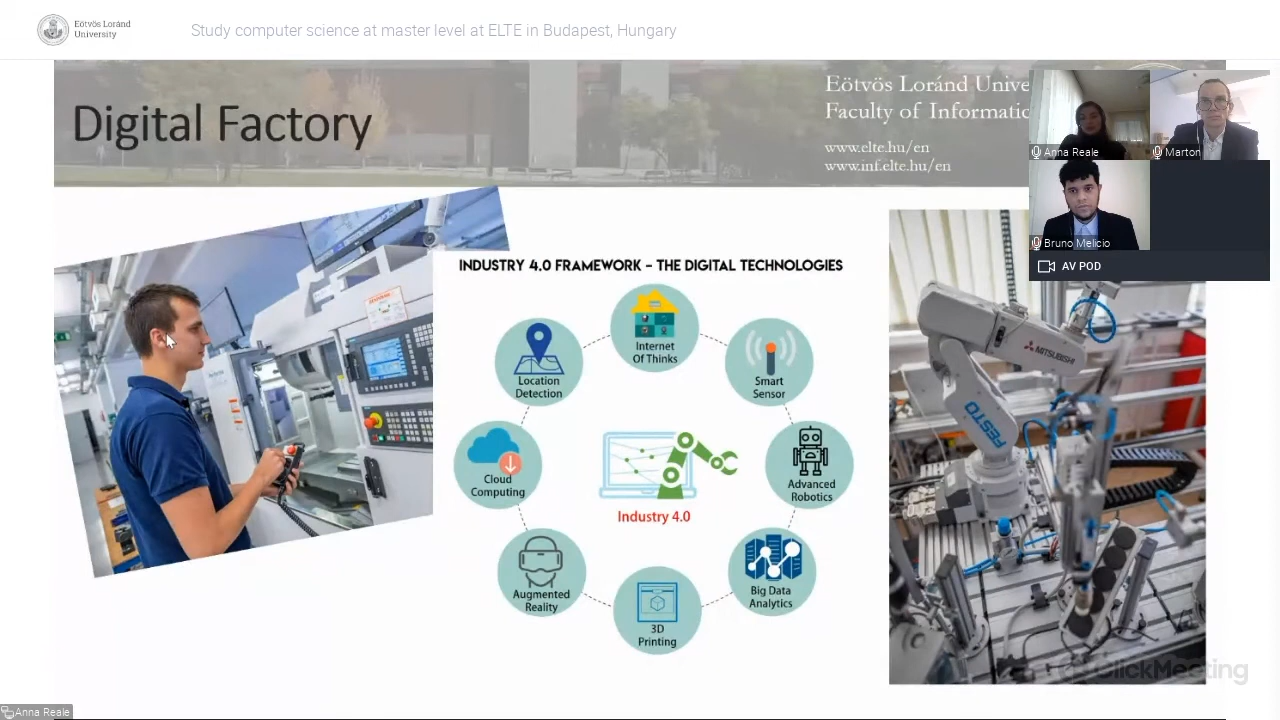 Eötvös Loránd
University
Study computer science at master level at ELTE in Budapest, Hungary
Digital Factory
Eötvös Loránd Unive
Faculty of Informatic
www.elte.hu/en
www.inf.elte.hu/en
Anna Reale
Marton
Bruno Melicio
AV POD
INDUSTRY 4.0 FRAMEWORK - THE DIGITAL TECHNOLOGIES
Internet
Of Thinks
Location
Detection
Smart
Sensor
Cloud
Computing
Advanced
Robotics
Industry 4.0
Augmented
Reality
Big Data
Analytics
3D
Printing
MITSUBISHI
FESTO
ClickMeeting
Anna Reale